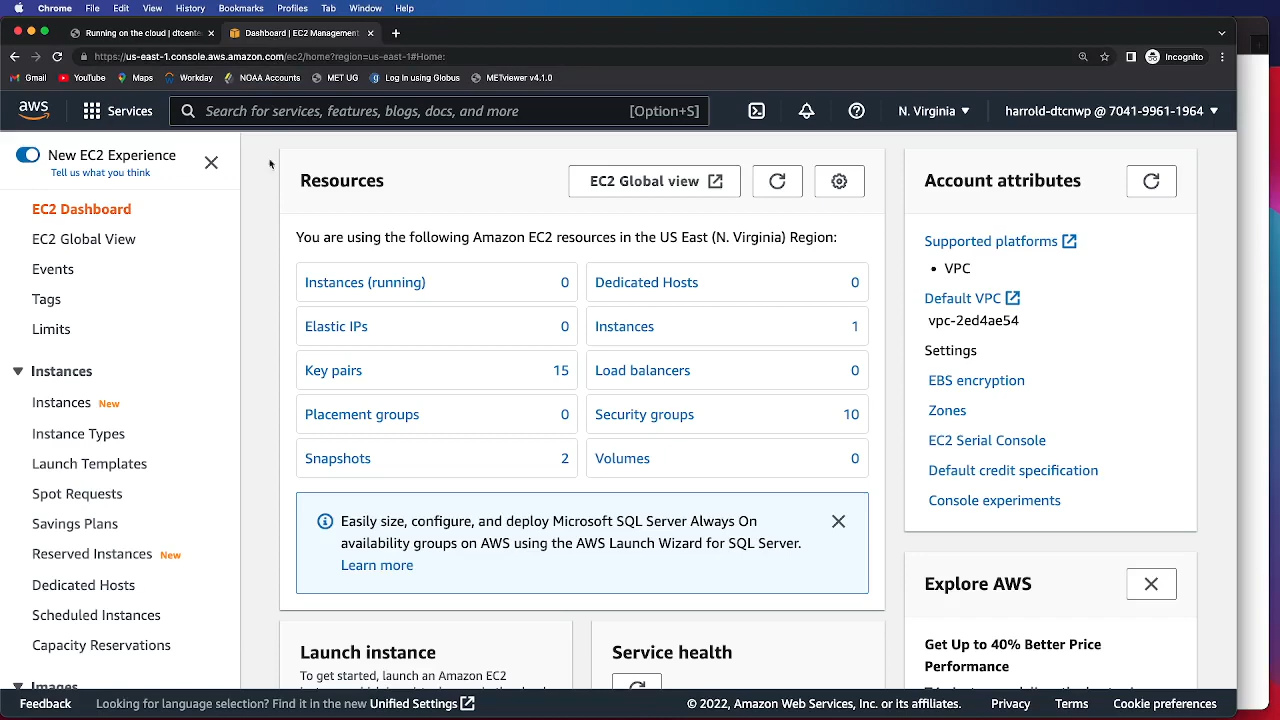 Chrome File Edit View History Bookmarks Profiles Tab Window Help
Running on the cloud | dtcente
Dashboard | EC2 Management
https://us-east-1.console.aws.amazon.com/ec2/home?region=us-east-1#Home:
Incognito
Gmail YouTube Maps Workday NOAA Accounts MET UG Log in using Globus METviewer v4.1.0
aws Services Search for services, features, blogs, docs, and more [Option+S] N. Virginia harrold-dtcnwp @ 7041-9961-1964
New EC2 Experience
Tell us what you think
EC2 Dashboard
EC2 Global View
Events
Tags
Limits
Instances
Instances New
Instance Types
Launch Templates
Spot Requests
Savings Plans
Reserved Instances New
Dedicated Hosts
Scheduled Instances
Capacity Reservations
Images
Resources
EC2 Global view
You are using the following Amazon EC2 resources in the US East (N. Virginia) Region:
Instances (running) 0
Dedicated Hosts 0
Elastic IPs 0
Instances 1
Key pairs 15
Load balancers 0
Placement groups 0
Security groups 10
Snapshots 2
Volumes 0
Easily size, configure, and deploy Microsoft SQL Server Always On
availability groups on AWS using the AWS Launch Wizard for SQL Server.
Learn more
Launch instance
To get started, launch an Amazon EC2
Service health
Account attributes
Supported platforms
• VPC
Default VPC
vpc-2ed4ae54
Settings
EBS encryption
Zones
EC2 Serial Console
Default credit specification
Console experiments
Explore AWS
Get Up to 40% Better Price
Performance
Feedback Looking for language selection? Find it in the new Unified Settings © 2022, Amazon Web Services, Inc. or its affiliates. Privacy Terms Cookie preferences